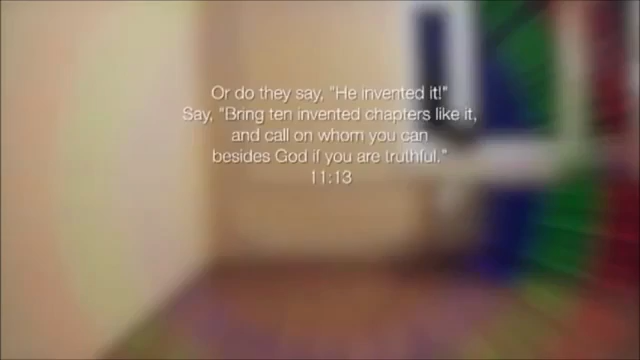 Or do they say, "He invented it!"
Say, "Bring ten invented chapters like it,
and call on whom you can
besides God if you are truthful."
11:13